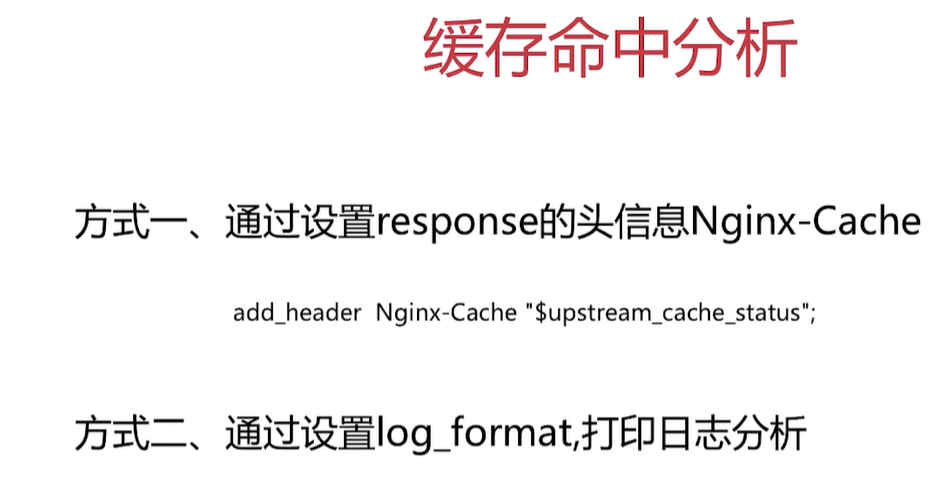 缓存命中分析
方式一、通过设置response的头信息Nginx-Cache
add_header Nginx-Cache "$upstream_cache_status";
方式二、通过设置log_format,打印日志分析